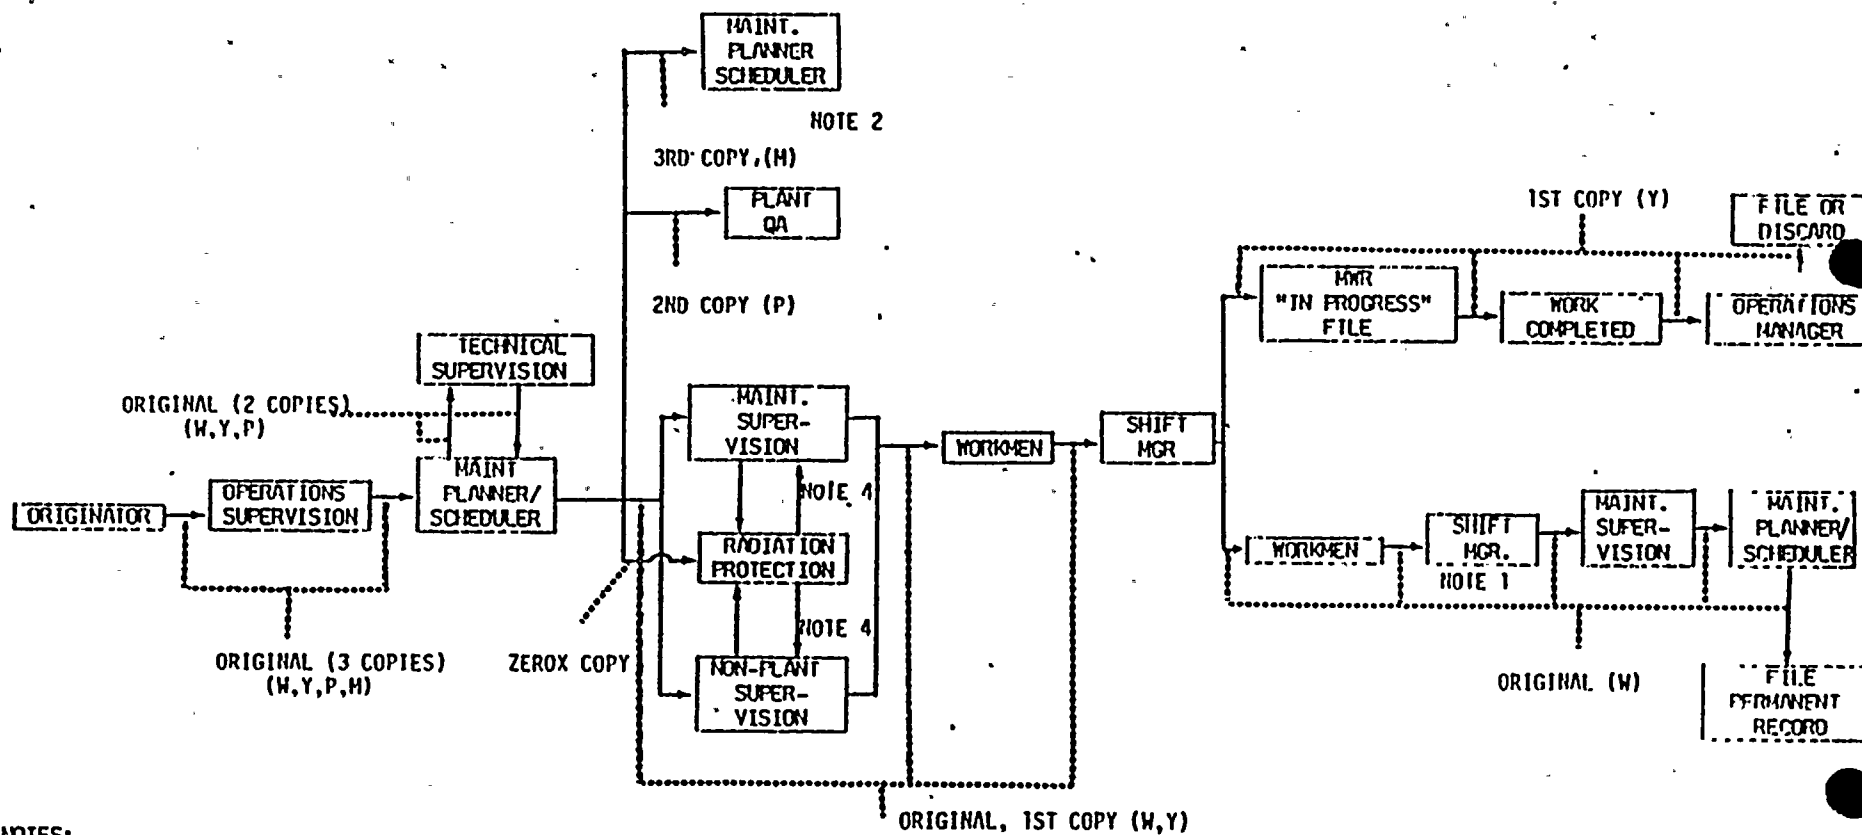 MAINT.
PLANNER
SCHEDULER
NOTE 2
3RD COPY,(M)
PLANT
QA
2ND COPY (P)
1ST COPY (Y)
FILE OR
DISCARD
MWR
"IN PROGRESS"
FILE
WORK
COMPLETED
OPERATIONS
MANAGER
TECHNICAL
SUPERVISION
ORIGINAL (2 COPIES)
(W,Y,P)
MAINT
PLANNER/
SCHEDULER
ORIGINATOR
OPERATIONS
SUPERVISION
ORIGINAL (3 COPIES)
(W,Y,P,M)
ZEROX COPY
MAINT.
SUPER-
VISION
NOTE 4
RADIATION
PROTECTION
NOTE 4
NON-PLANT
SUPER-
VISION
WORKMEN
SHIFT
MGR
WORKMEN
SHIFT
MGR.
NOTE 1
MAINT.
SUPER-
VISION
MAINT.
PLANNER/
SCHEDULER
ORIGINAL (W)
FILE
PERMANENT
RECORD
ORIGINAL, 1ST COPY (W,Y)
NOTES: